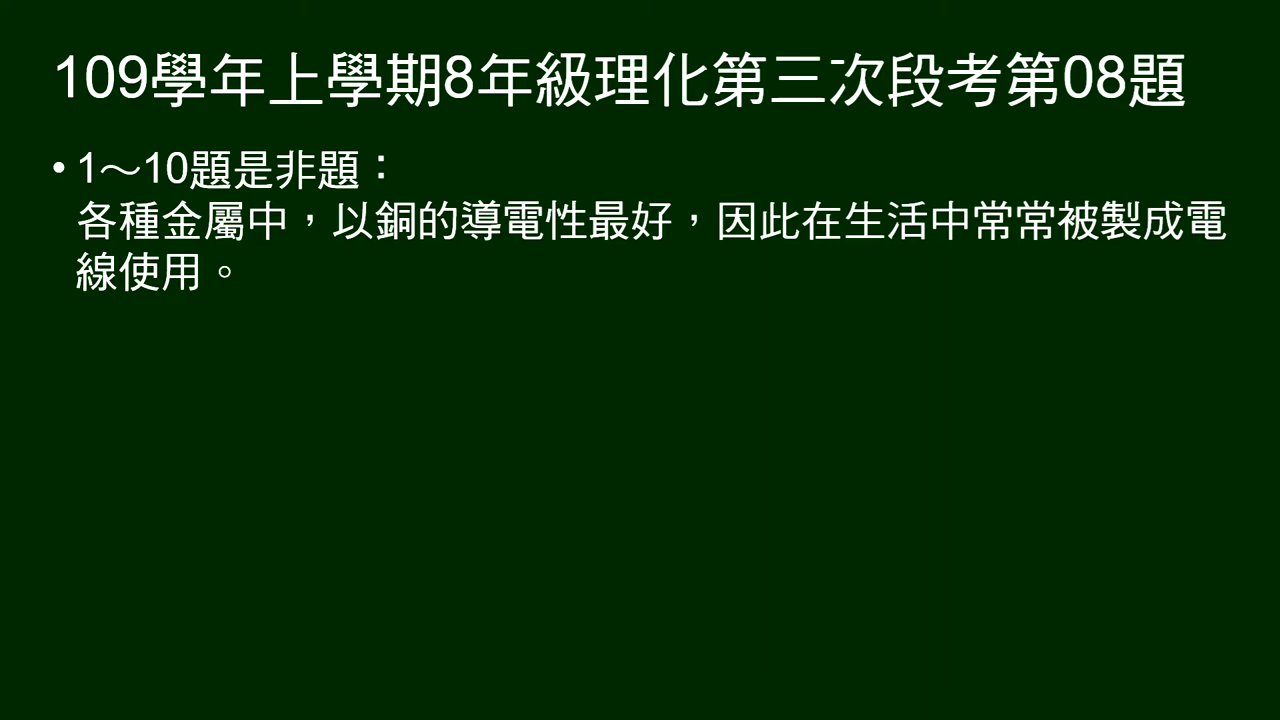 109學年上學期8年級理化第三次段考第08題
• 1～10題是非題：
各種金屬中，以銅的導電性最好，因此在生活中常常被製成電
線使用。